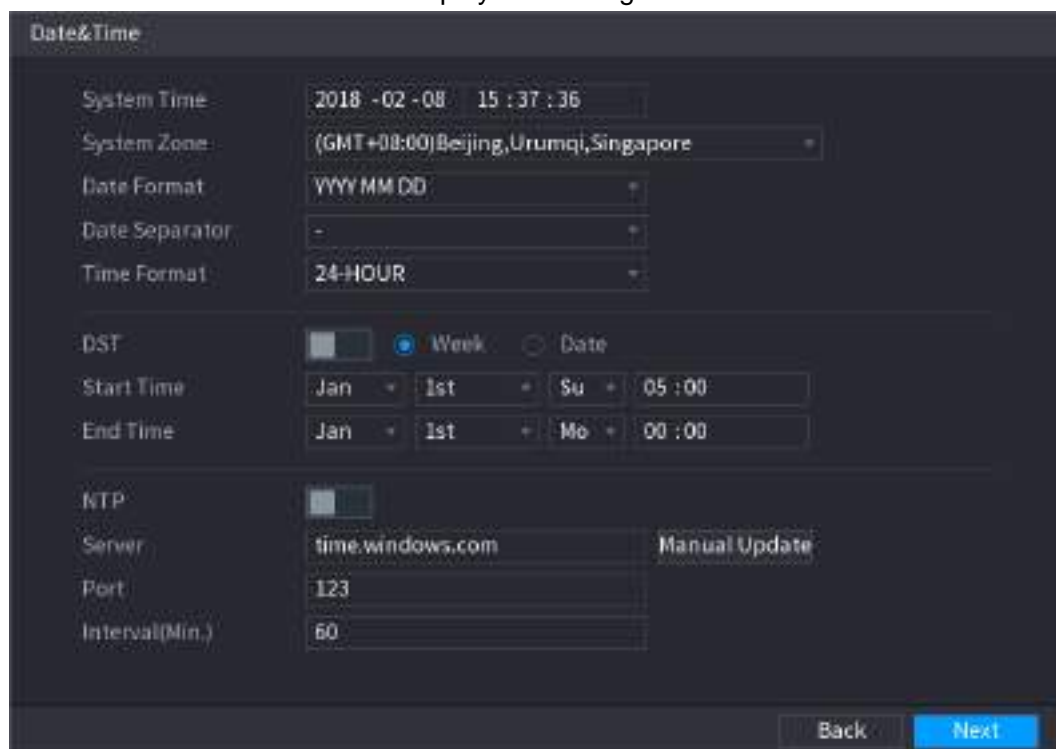 Date&Time
System Time 2018 -02 -08 15 :37 :36
System Zone (GMT+08:00)Beijing,Urumqi,Singapore
Date Format YYYY MM DD
Date Separator -
Time Format 24-HOUR
DST Week Date
Start Time Jan 1st Su 05 :00
End Time Jan 1st Mo 00 :00
NTP
Server time.windows.com Manual Update
Port 123
Interval(Min.) 60
Back Next